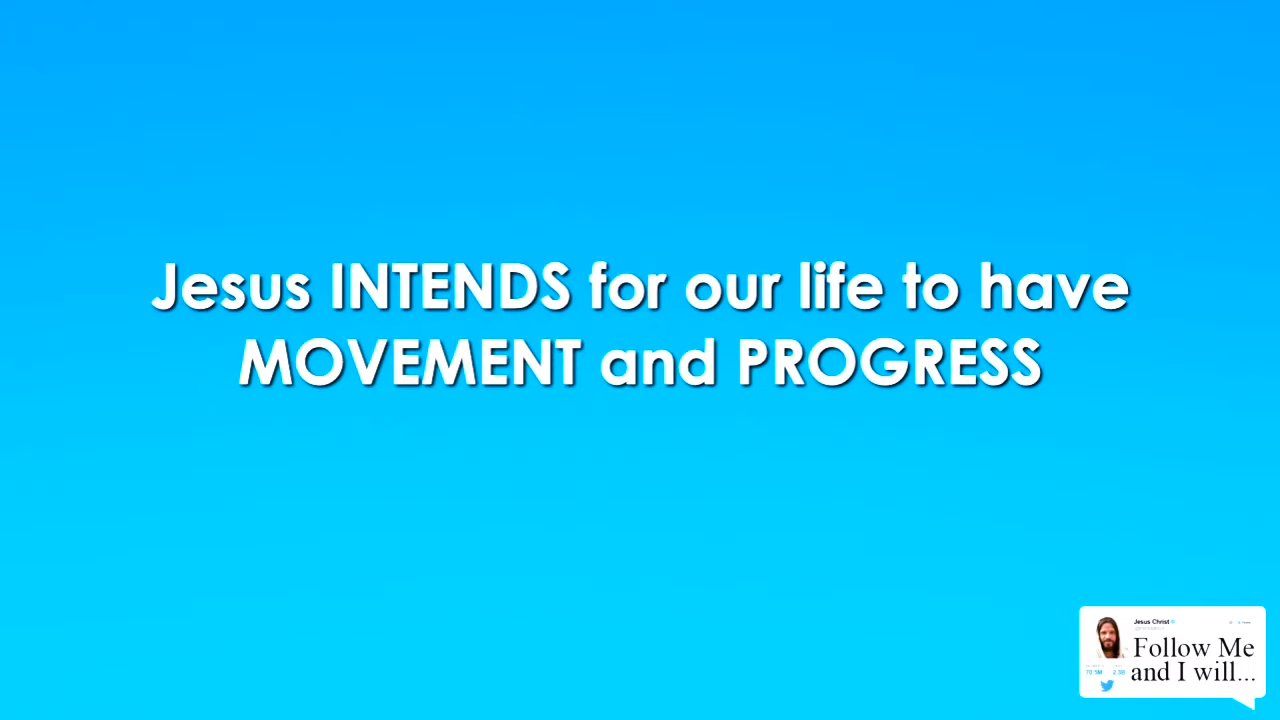 Jesus INTENDS for our life to have
MOVEMENT and PROGRESS
Jesus Christ
Follow Me
and I will...